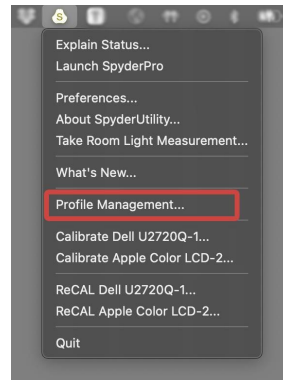 S
Explain Status...
Launch SpyderPro
Preferences...
About SpyderUtility...
Take Room Light Measurement...
What's New...
Profile Management...
Calibrate Dell U2720Q-1...
Calibrate Apple Color LCD-2...
ReCAL Dell U2720Q-1...
ReCAL Apple Color LCD-2...
Quit